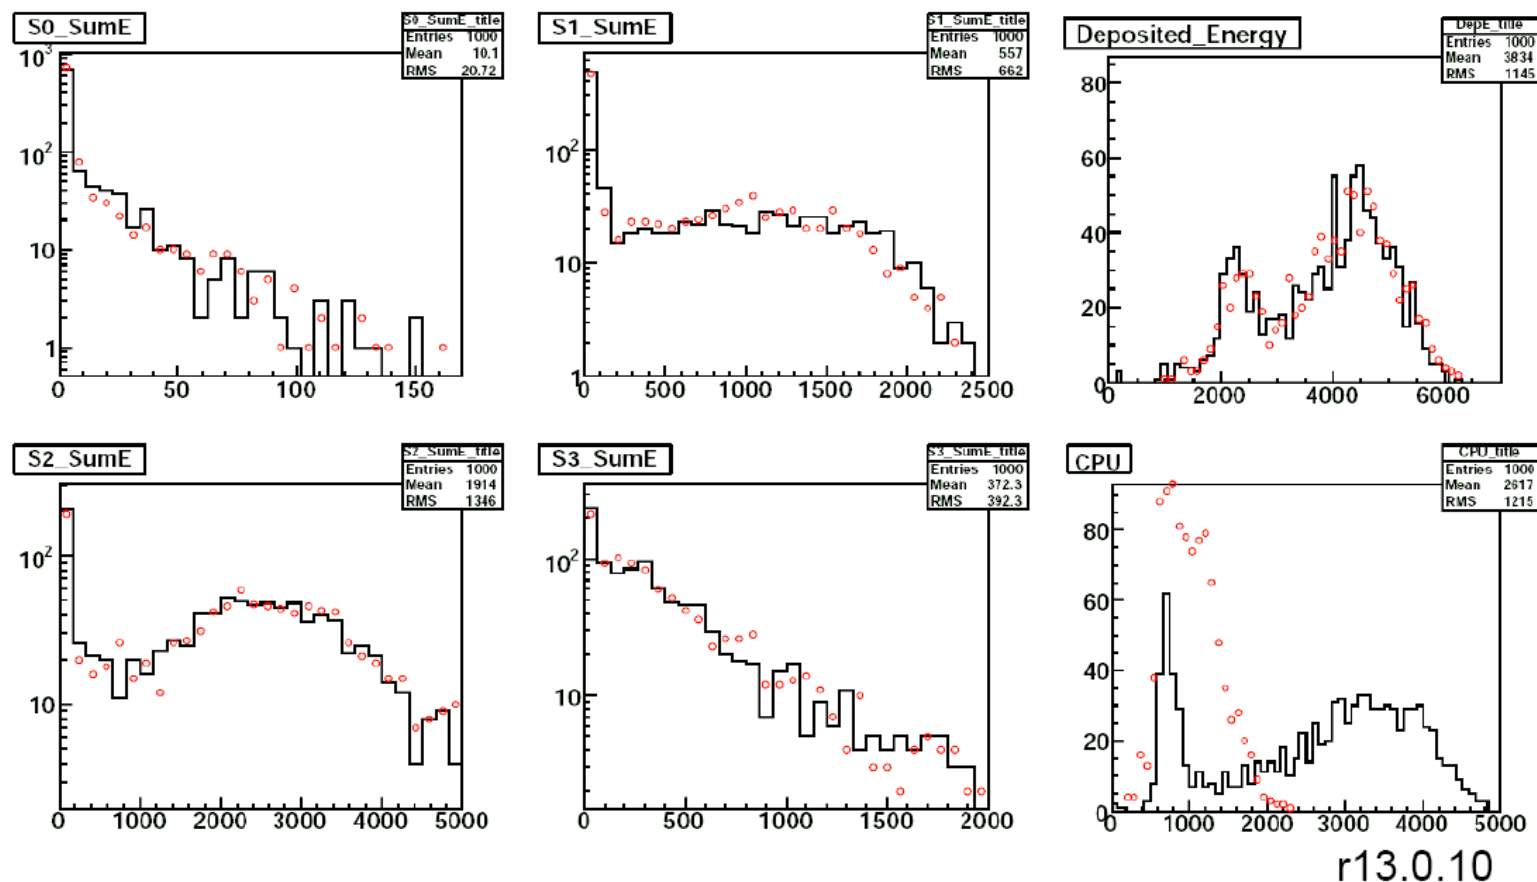 S0_SumE
S0_SumE_title
Entries 1000
Mean 10.1
RMS 20.72
10^3
10^2
10
1
0 50 100 150
S1_SumE
S1_SumE_title
Entries 1000
Mean 557
RMS 662
10^2
10
1
0 500 1000 1500 2000 2500
Deposited_Energy
DepE_title
Entries 1000
Mean 3834
RMS 1145
80
60
40
20
0
2000 4000 6000
S2_SumE
S2_SumE_title
Entries 1000
Mean 1914
RMS 1346
10^2
10
0 1000 2000 3000 4000 5000
S3_SumE
S3_SumE_title
Entries 1000
Mean 372.3
RMS 392.3
10^2
10
0 500 1000 1500 2000
CPU
CPU_title
Entries 1000
Mean 2617
RMS 1215
80
60
40
20
0
0 1000 2000 3000 4000 5000
r13.0.10